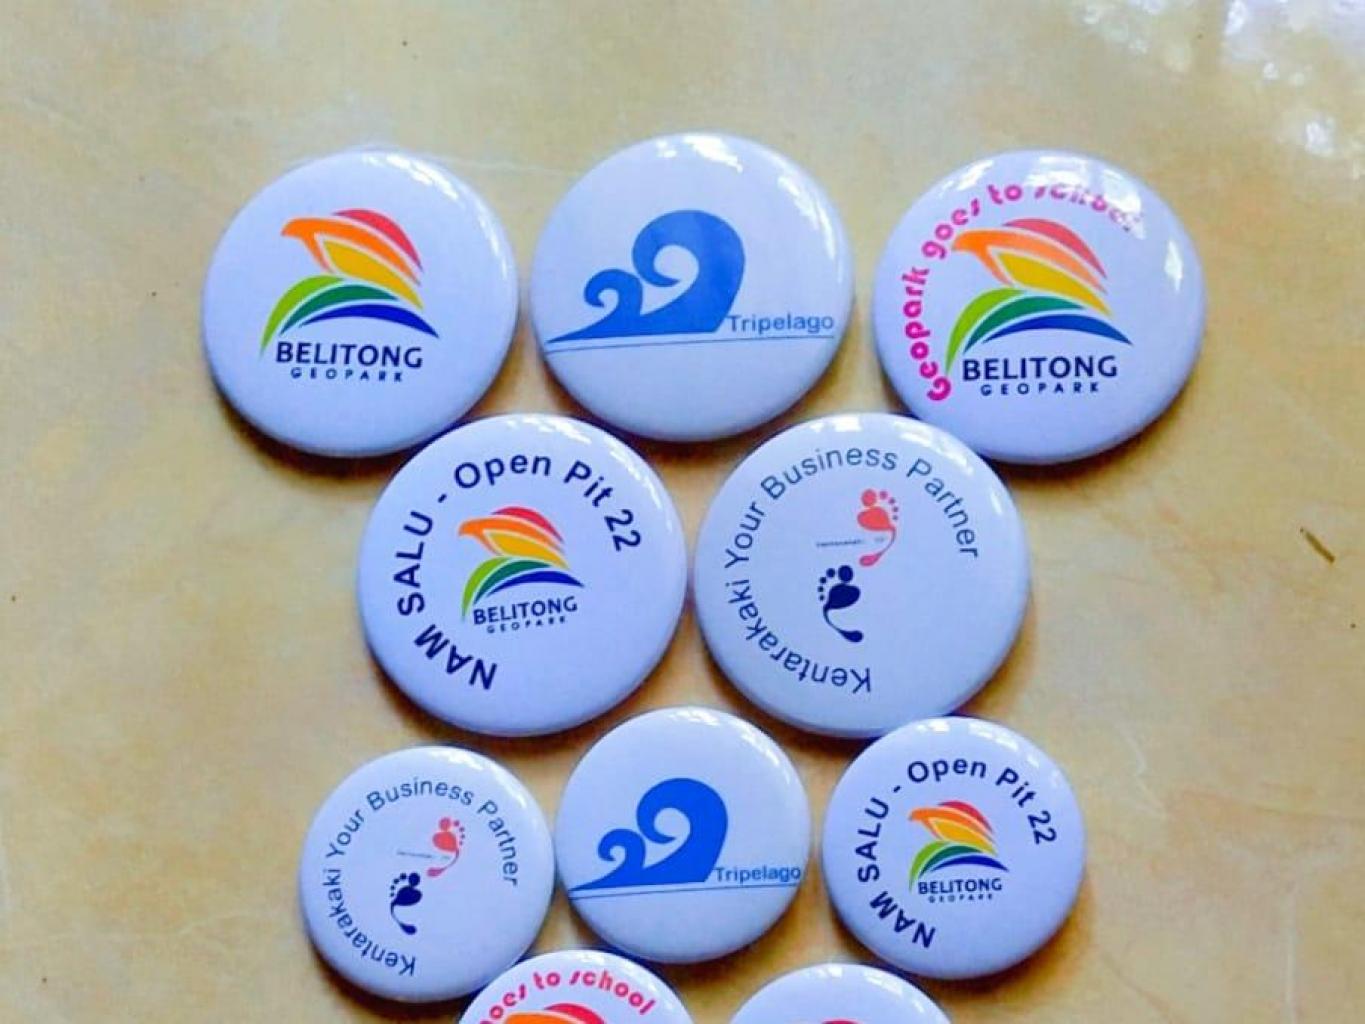 BELITONG
GEOPARK
Tripelago
Geopark goes to school
BELITONG
GEOPARK
NAM SALU - Open Pit 22
BELITONG
GEOPARK
Kentarakaki Your Business Partner
Kentarakaki Your Business Partner
Tripelago
NAM SALU - Open Pit 22
BELITONG
GEOPARK
goes to school